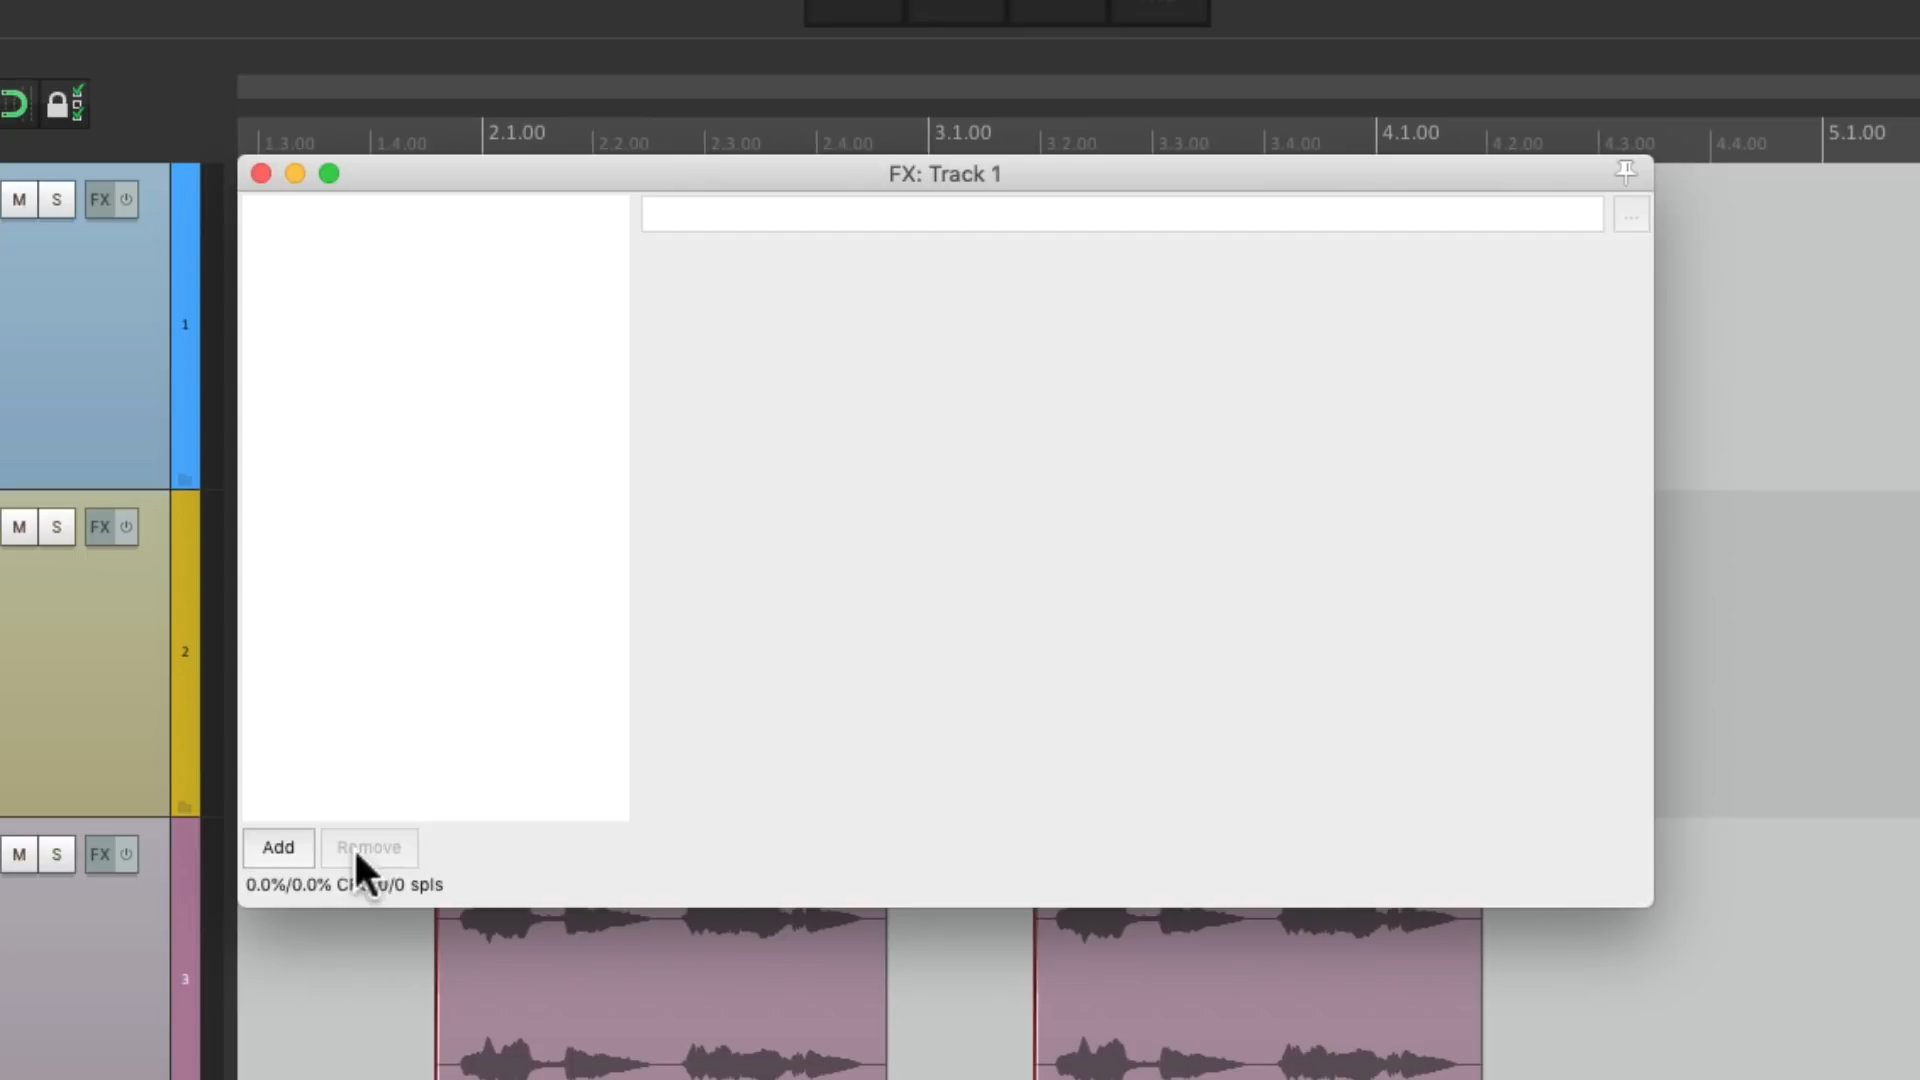 1.3.00 1.4.00 2.1.00 2.2.00 2.3.00 2.4.00 3.1.00 3.2.00 3.3.00 3.4.00 4.1.00 4.2.00 4.3.00 4.4.00 5.1.00
FX: Track 1
M S FX
...
1
M S FX
2
Add Remove
M S FX
0.0%/0.0% 0/0 spls
3